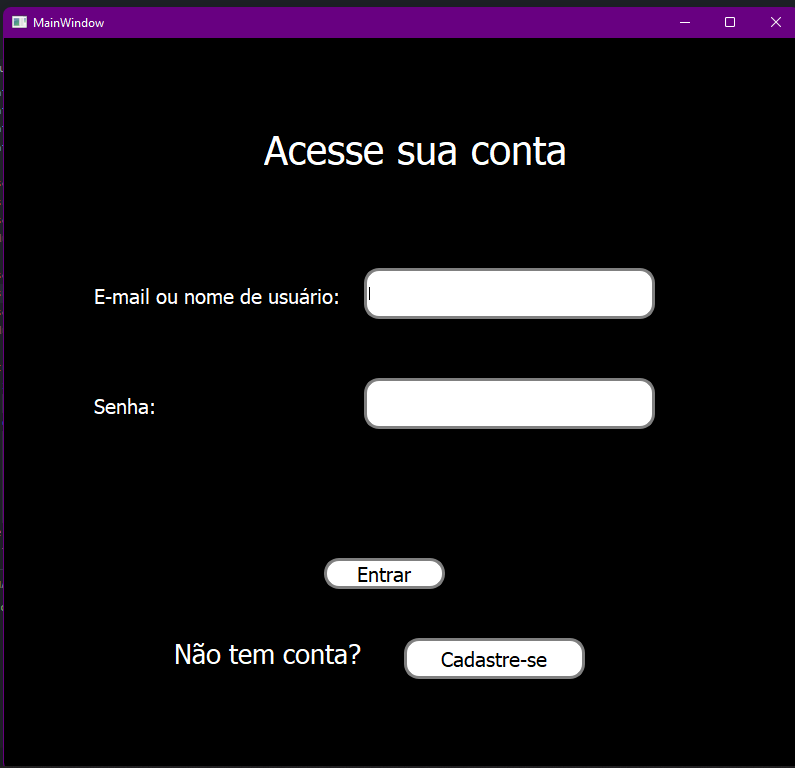 MainWindow
Acesse sua conta
E-mail ou nome de usuário:
Senha:
Entrar
Não tem conta?
Cadastre-se